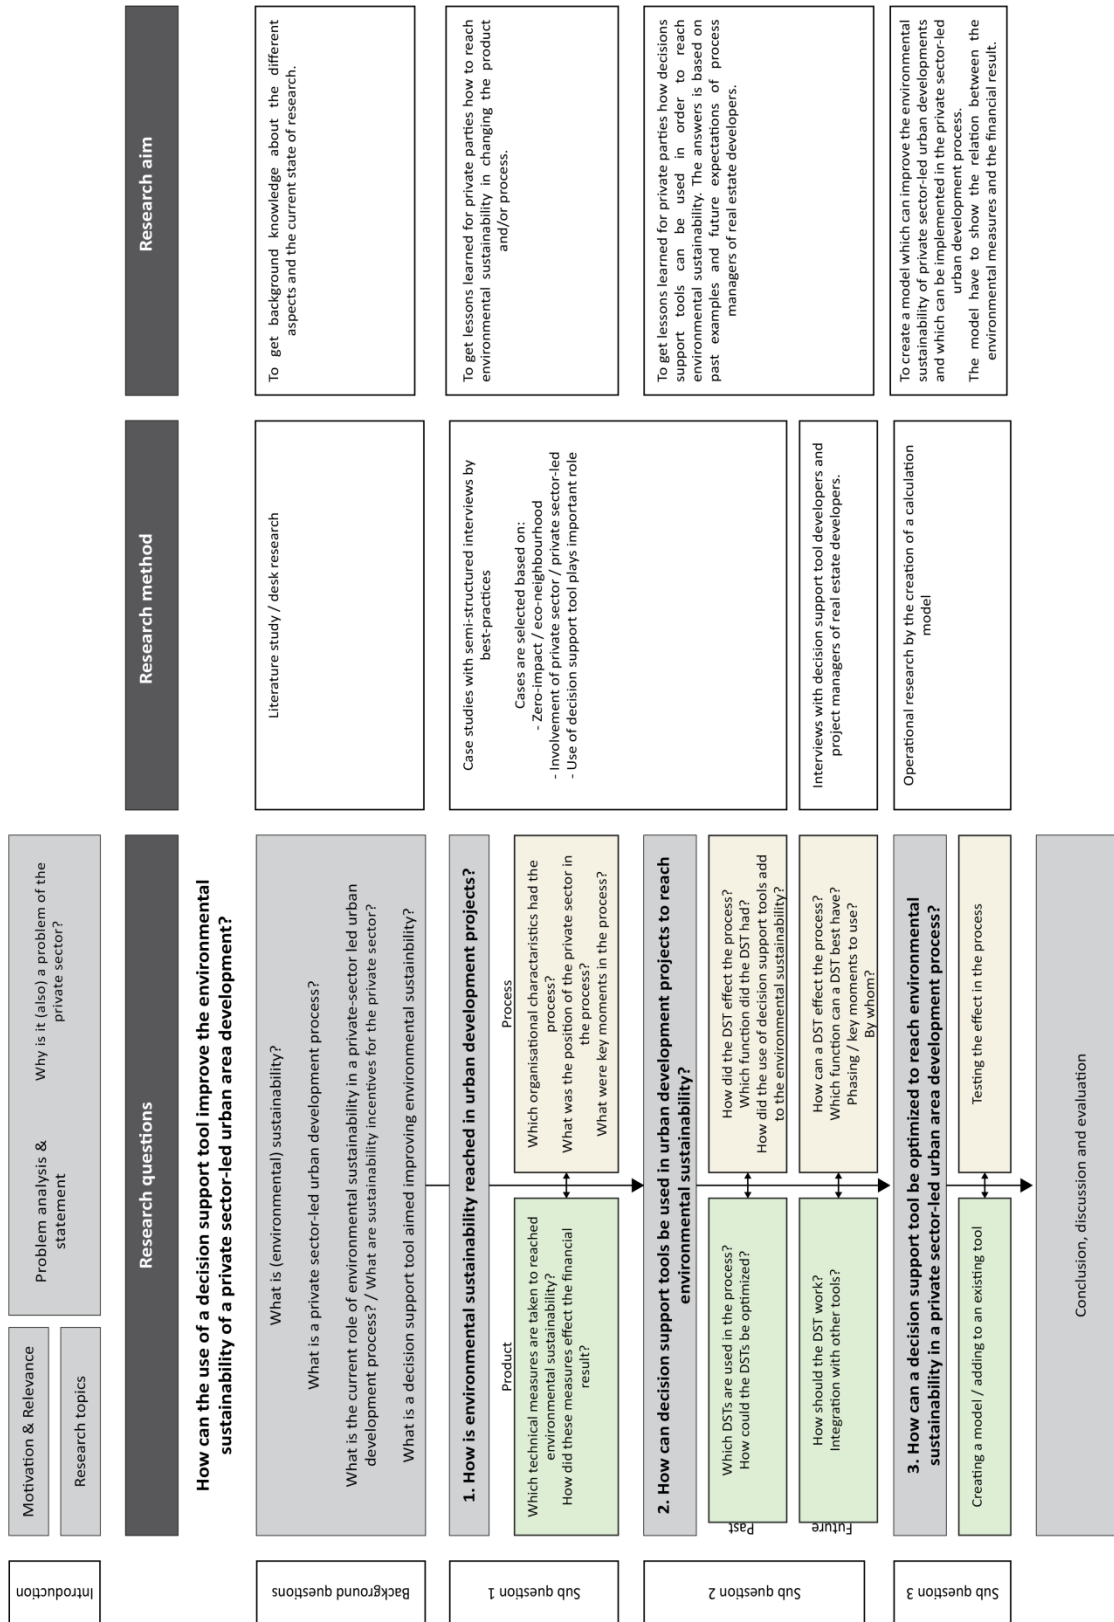 Introduction
Motivation & Relevance
Research topics
Problem analysis &
statement
Why is it (also) a problem of the
private sector?
Research questions
Research method
Research aim
How can the use of a decision support tool improve the environmental
sustainability of a private sector-led urban area development?
Background questions
What is (environmental) sustainability?
What is a private sector-led urban development process?
What is the current role of environmental sustainability in a private-sector led urban
development process? / What are sustainability incentives for the private sector?
What is a decision support tool aimed improving environmental sustainability?
Literature study / desk research
To get background knowledge about the different
aspects and the current state of research.
Sub question 1
1. How is environmental sustainability reached in urban development projects?
Product
Process
Which technical measures are taken to reached
environmental sustainability?
How did these measures effect the financial
result?
Which organisational charactaristics had the
process?
What was the position of the private sector in
the process?
What were key moments in the process?
Case studies with semi-structured interviews by
best-practices
Cases are selected based on:
- Zero-impact / eco-neighbourhood
- Involvement of private sector / private sector-led
- Use of decision support tool plays important role
To get lessons learned for private parties how to reach
environmental sustainability in changing the product
and/or process.
Sub question 2
2. How can decision support tools be used in urban development projects to reach
environmental sustainability?
Past
Which DSTs are used in the process?
How could the DSTs be optimized?
How did the DST effect the process?
Which function did the DST had?
How did the use of decision support tools add
to the environmental sustainability?
Future
How should the DST work?
Integration with other tools?
How can a DST effect the process?
Which function can a DST best have?
Phasing / key moments to use?
By whom?
Interviews with decision support tool developers and
project managers of real estate developers.
To get lessons learned for private parties how decisions
support tools can be used in order to reach
environmental sustainability. The answers is based on
past examples and future expectations of process
managers of real estate developers.
Sub question 3
3. How can a decision support tool be optimized to reach environmental
sustainability in a private sector-led urban area development process?
Creating a model / adding to an existing tool
Testing the effect in the process
Operational research by the creation of a calculation
model
To create a model which can improve the environmental
sustainability of private sector-led urban developments
and which can be implemented in the private sector-led
urban development process.
The model have to show the relation between the
environmental measures and the financial result.
Conclusion, discussion and evaluation